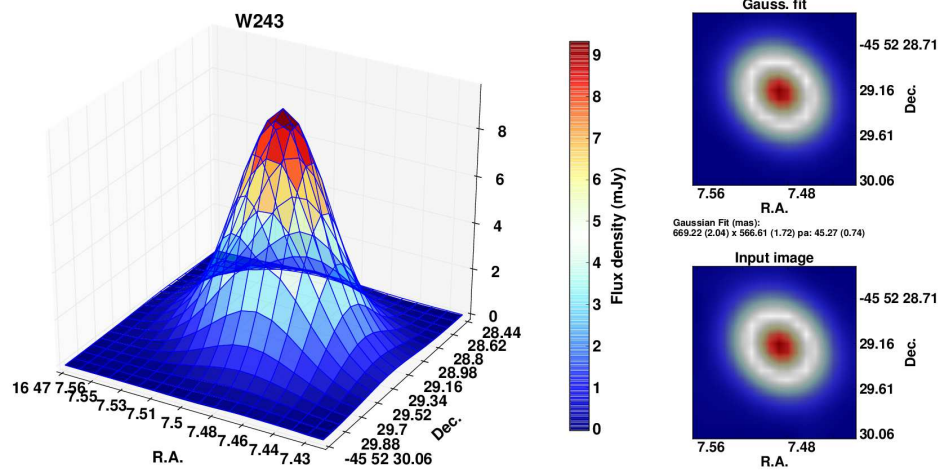 W243
8
6
4
2
0
28.44
28.62
28.8
28.98
29.16
29.34
29.52
29.7
29.88
-45 52 30.06
Dec.
16 47 7.56
7.55
7.53
7.51
7.5
7.48
7.46
7.44
7.43
R.A.
9
8
7
6
5
4
3
2
1
0
Flux density (mJy)
Gauss. fit
-45 52 28.71
29.16
29.61
30.06
Dec.
7.56
7.48
R.A.
Gaussian Fit (mas):
669.22 (2.04) x 566.61 (1.72) pa: 45.27 (0.74)
Input image
-45 52 28.71
29.16
29.61
30.06
Dec.
7.56
7.48
R.A.